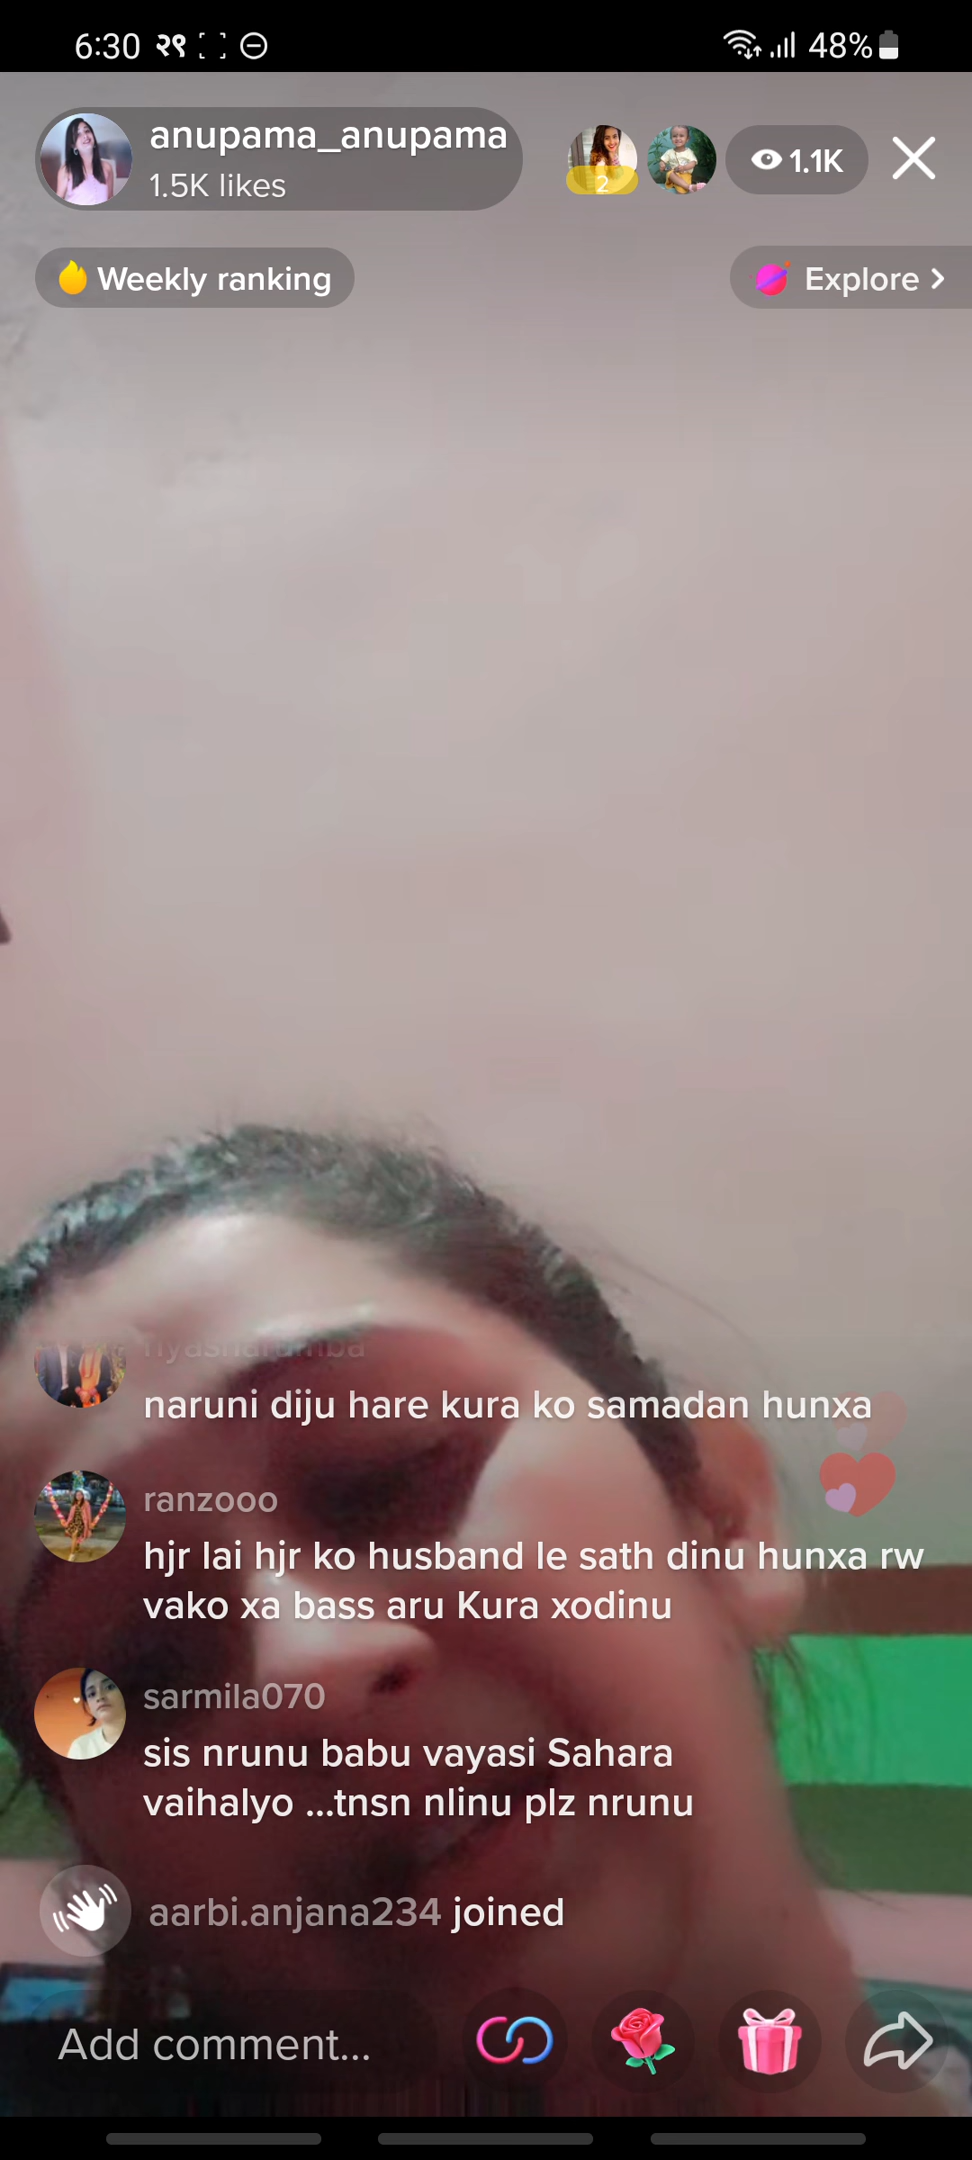 6:30 २९
48%
anupama_anupama
1.5K likes
2
1.1K
Weekly ranking
Explore
naruni diju hare kura ko samadan hunxa
ranzooo
hjr lai hjr ko husband le sath dinu hunxa rw
vako xa bass aru Kura xodinu
sarmila070
sis nrunu babu vayasi Sahara
vaihalyo ...tnsn nlinu plz nrunu
aarbi.anjana234 joined
Add comment...